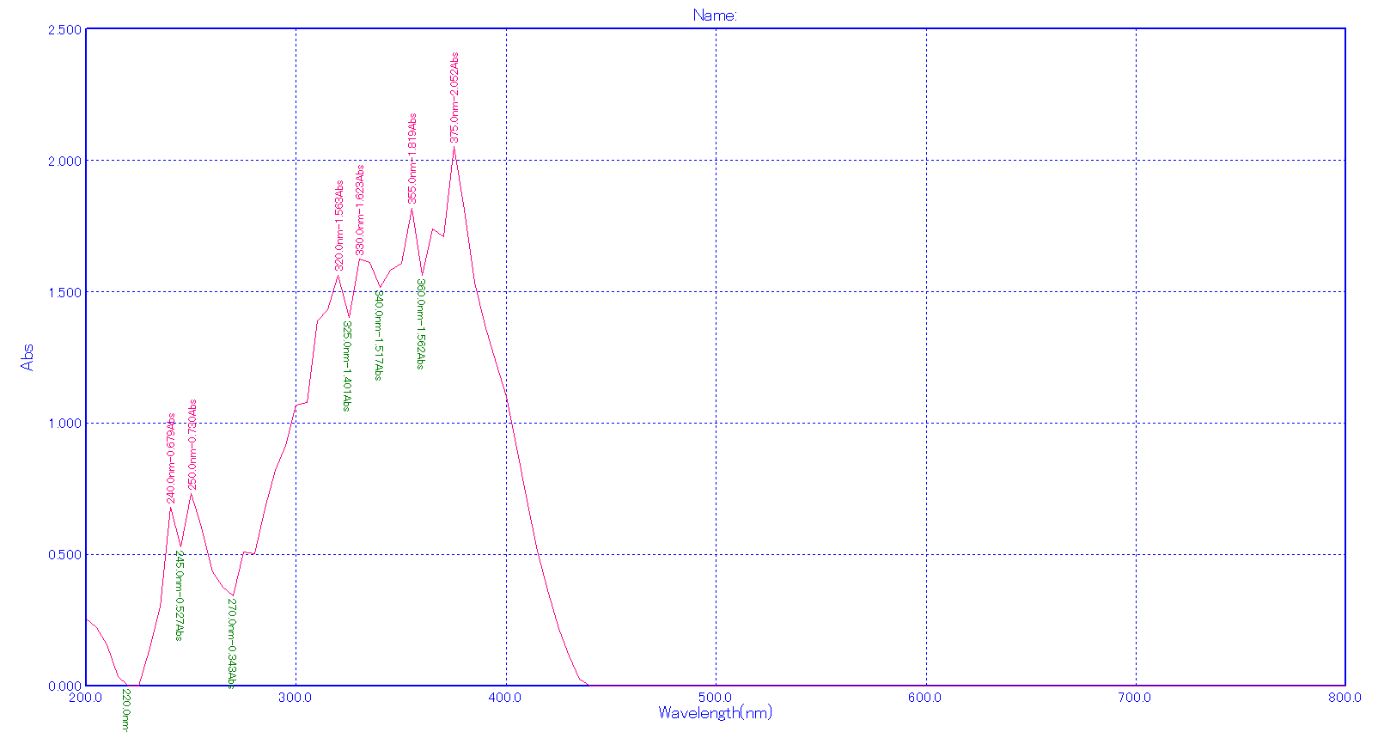 Name:
2.500
2.000
1.500
1.000
0.500
0.000
Abs
240.0nm-0.679Abs
250.0nm-0.730Abs
320.0nm-1.563Abs
330.0nm-1.623Abs
355.0nm-1.819Abs
375.0nm-2.052Abs
220.0nm-
245.0nm-0.527Abs
270.0nm-0.343Abs
325.0nm-1.401Abs
340.0nm-1.517Abs
360.0nm-1.562Abs
200.0
300.0
400.0
500.0
600.0
700.0
800.0
Wavelength(nm)